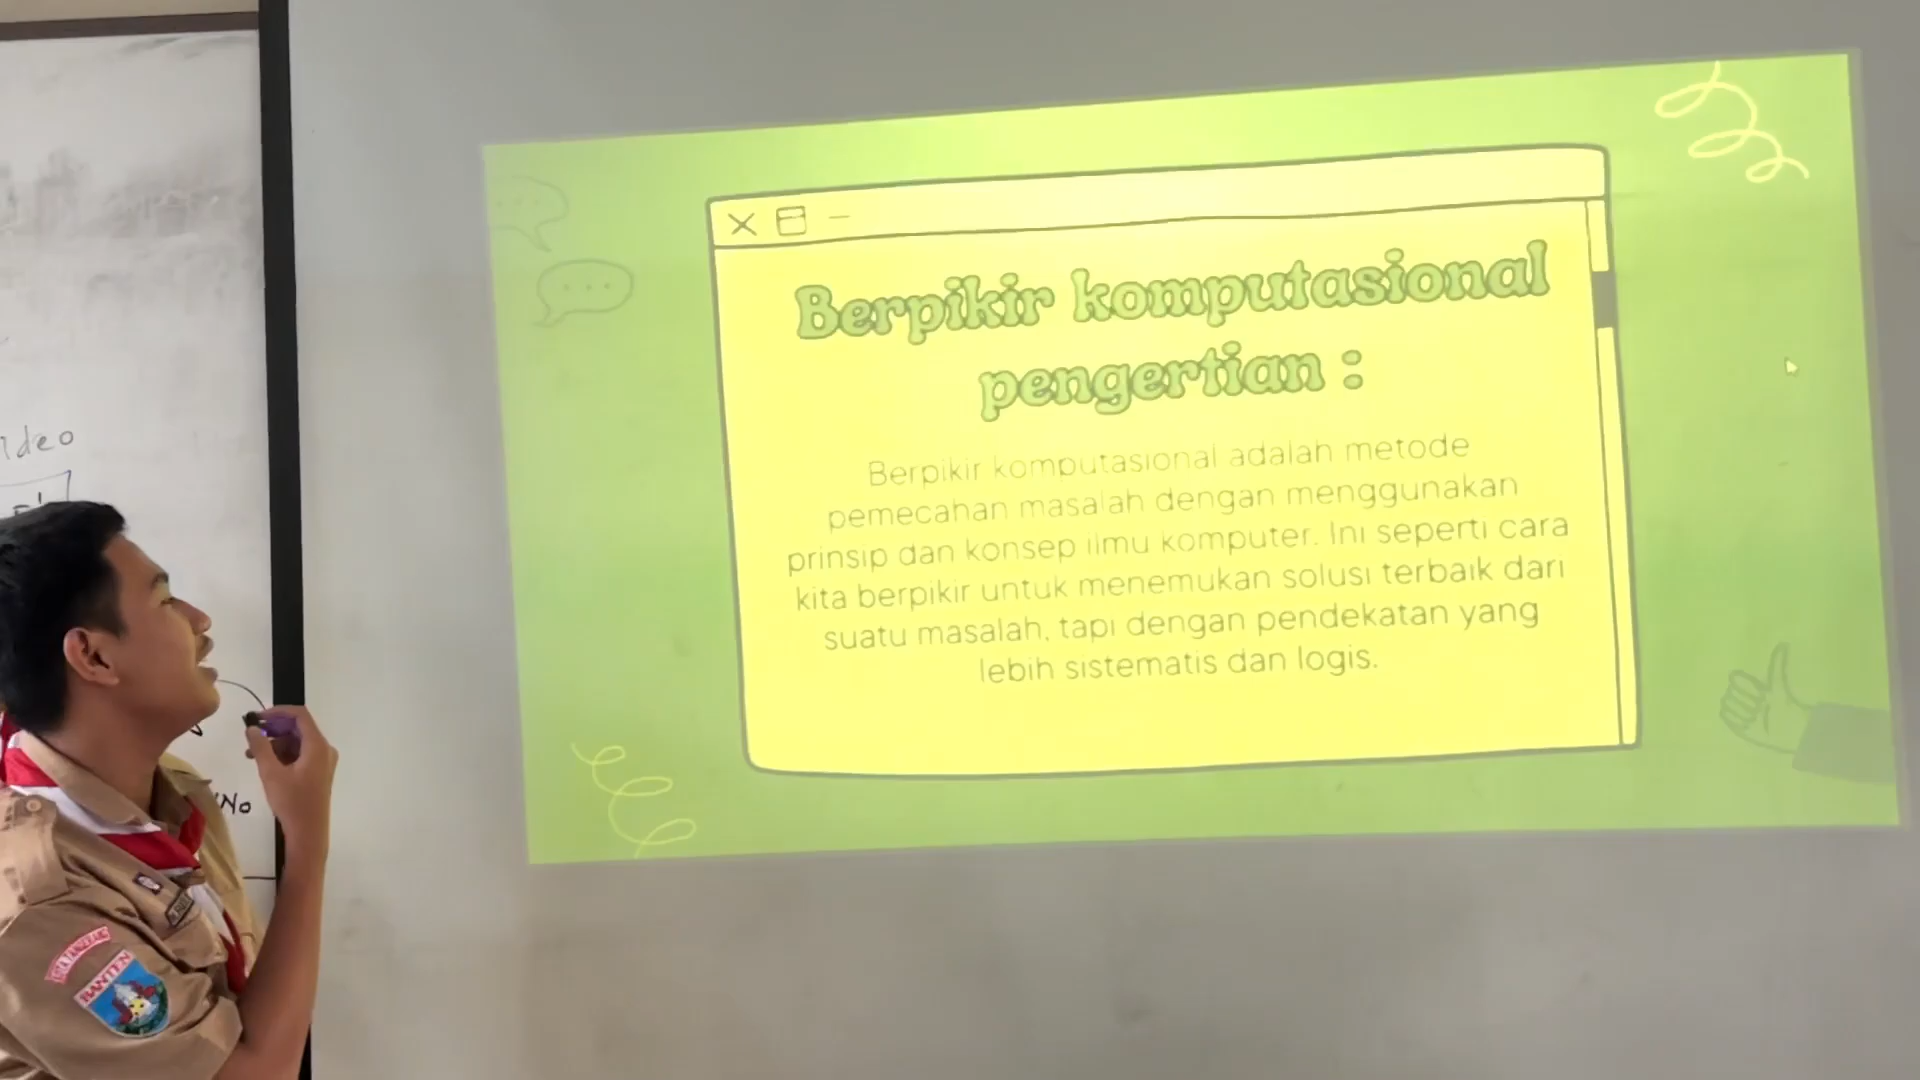 Berpikir komputasional
pengertian :
Berpikir komputasional adalah metode
pemecahan masalah dengan menggunakan
prinsip dan konsep ilmu komputer. Ini seperti cara
kita berpikir untuk menemukan solusi terbaik dari
suatu masalah, tapi dengan pendekatan yang
lebih sistematis dan logis.
BANTEN